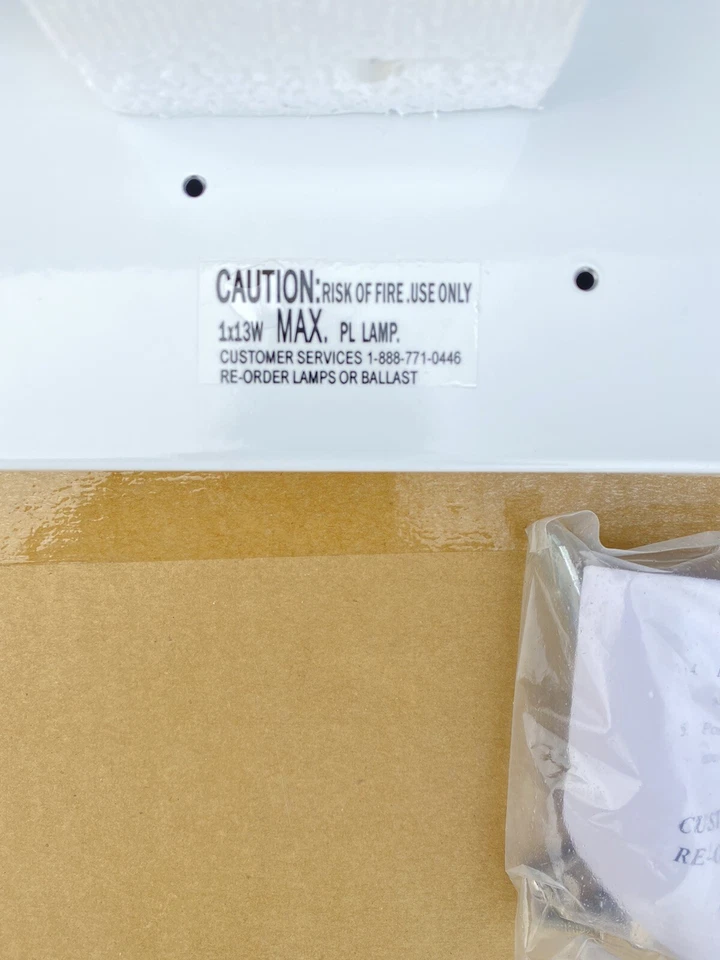 CAUTION: RISK OF FIRE .USE ONLY
1x13W MAX. PL LAMP.
CUSTOMER SERVICES 1-888-771-0446
RE-ORDER LAMPS OR BALLAST